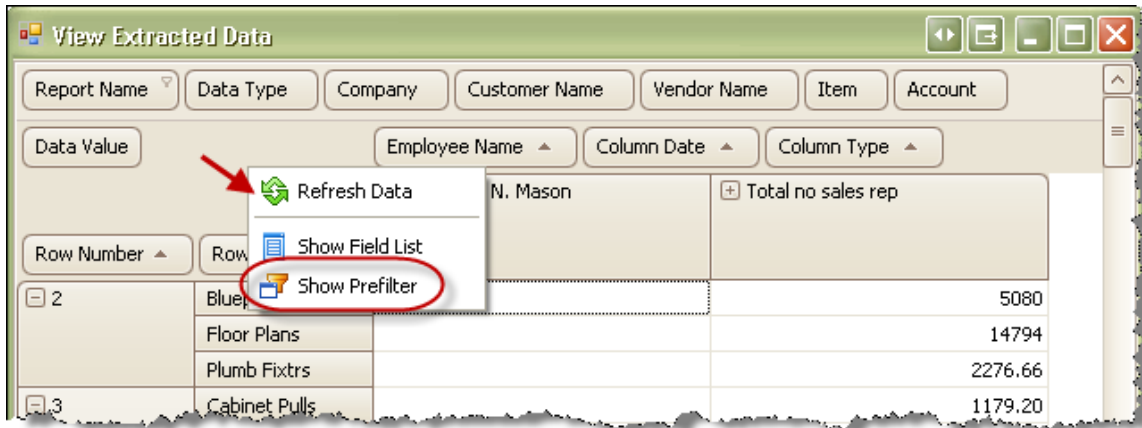 View Extracted Data
Report Name Data Type Company Customer Name Vendor Name Item Account
Data Value Employee Name Column Date Column Type
Refresh Data N. Mason Total no sales rep
Show Field List
Row Number Row
Show Prefilter
2 5080
Floor Plans 14794
Plumb Fixtrs 2276.66
3 Cabinet Pulls 1179.20